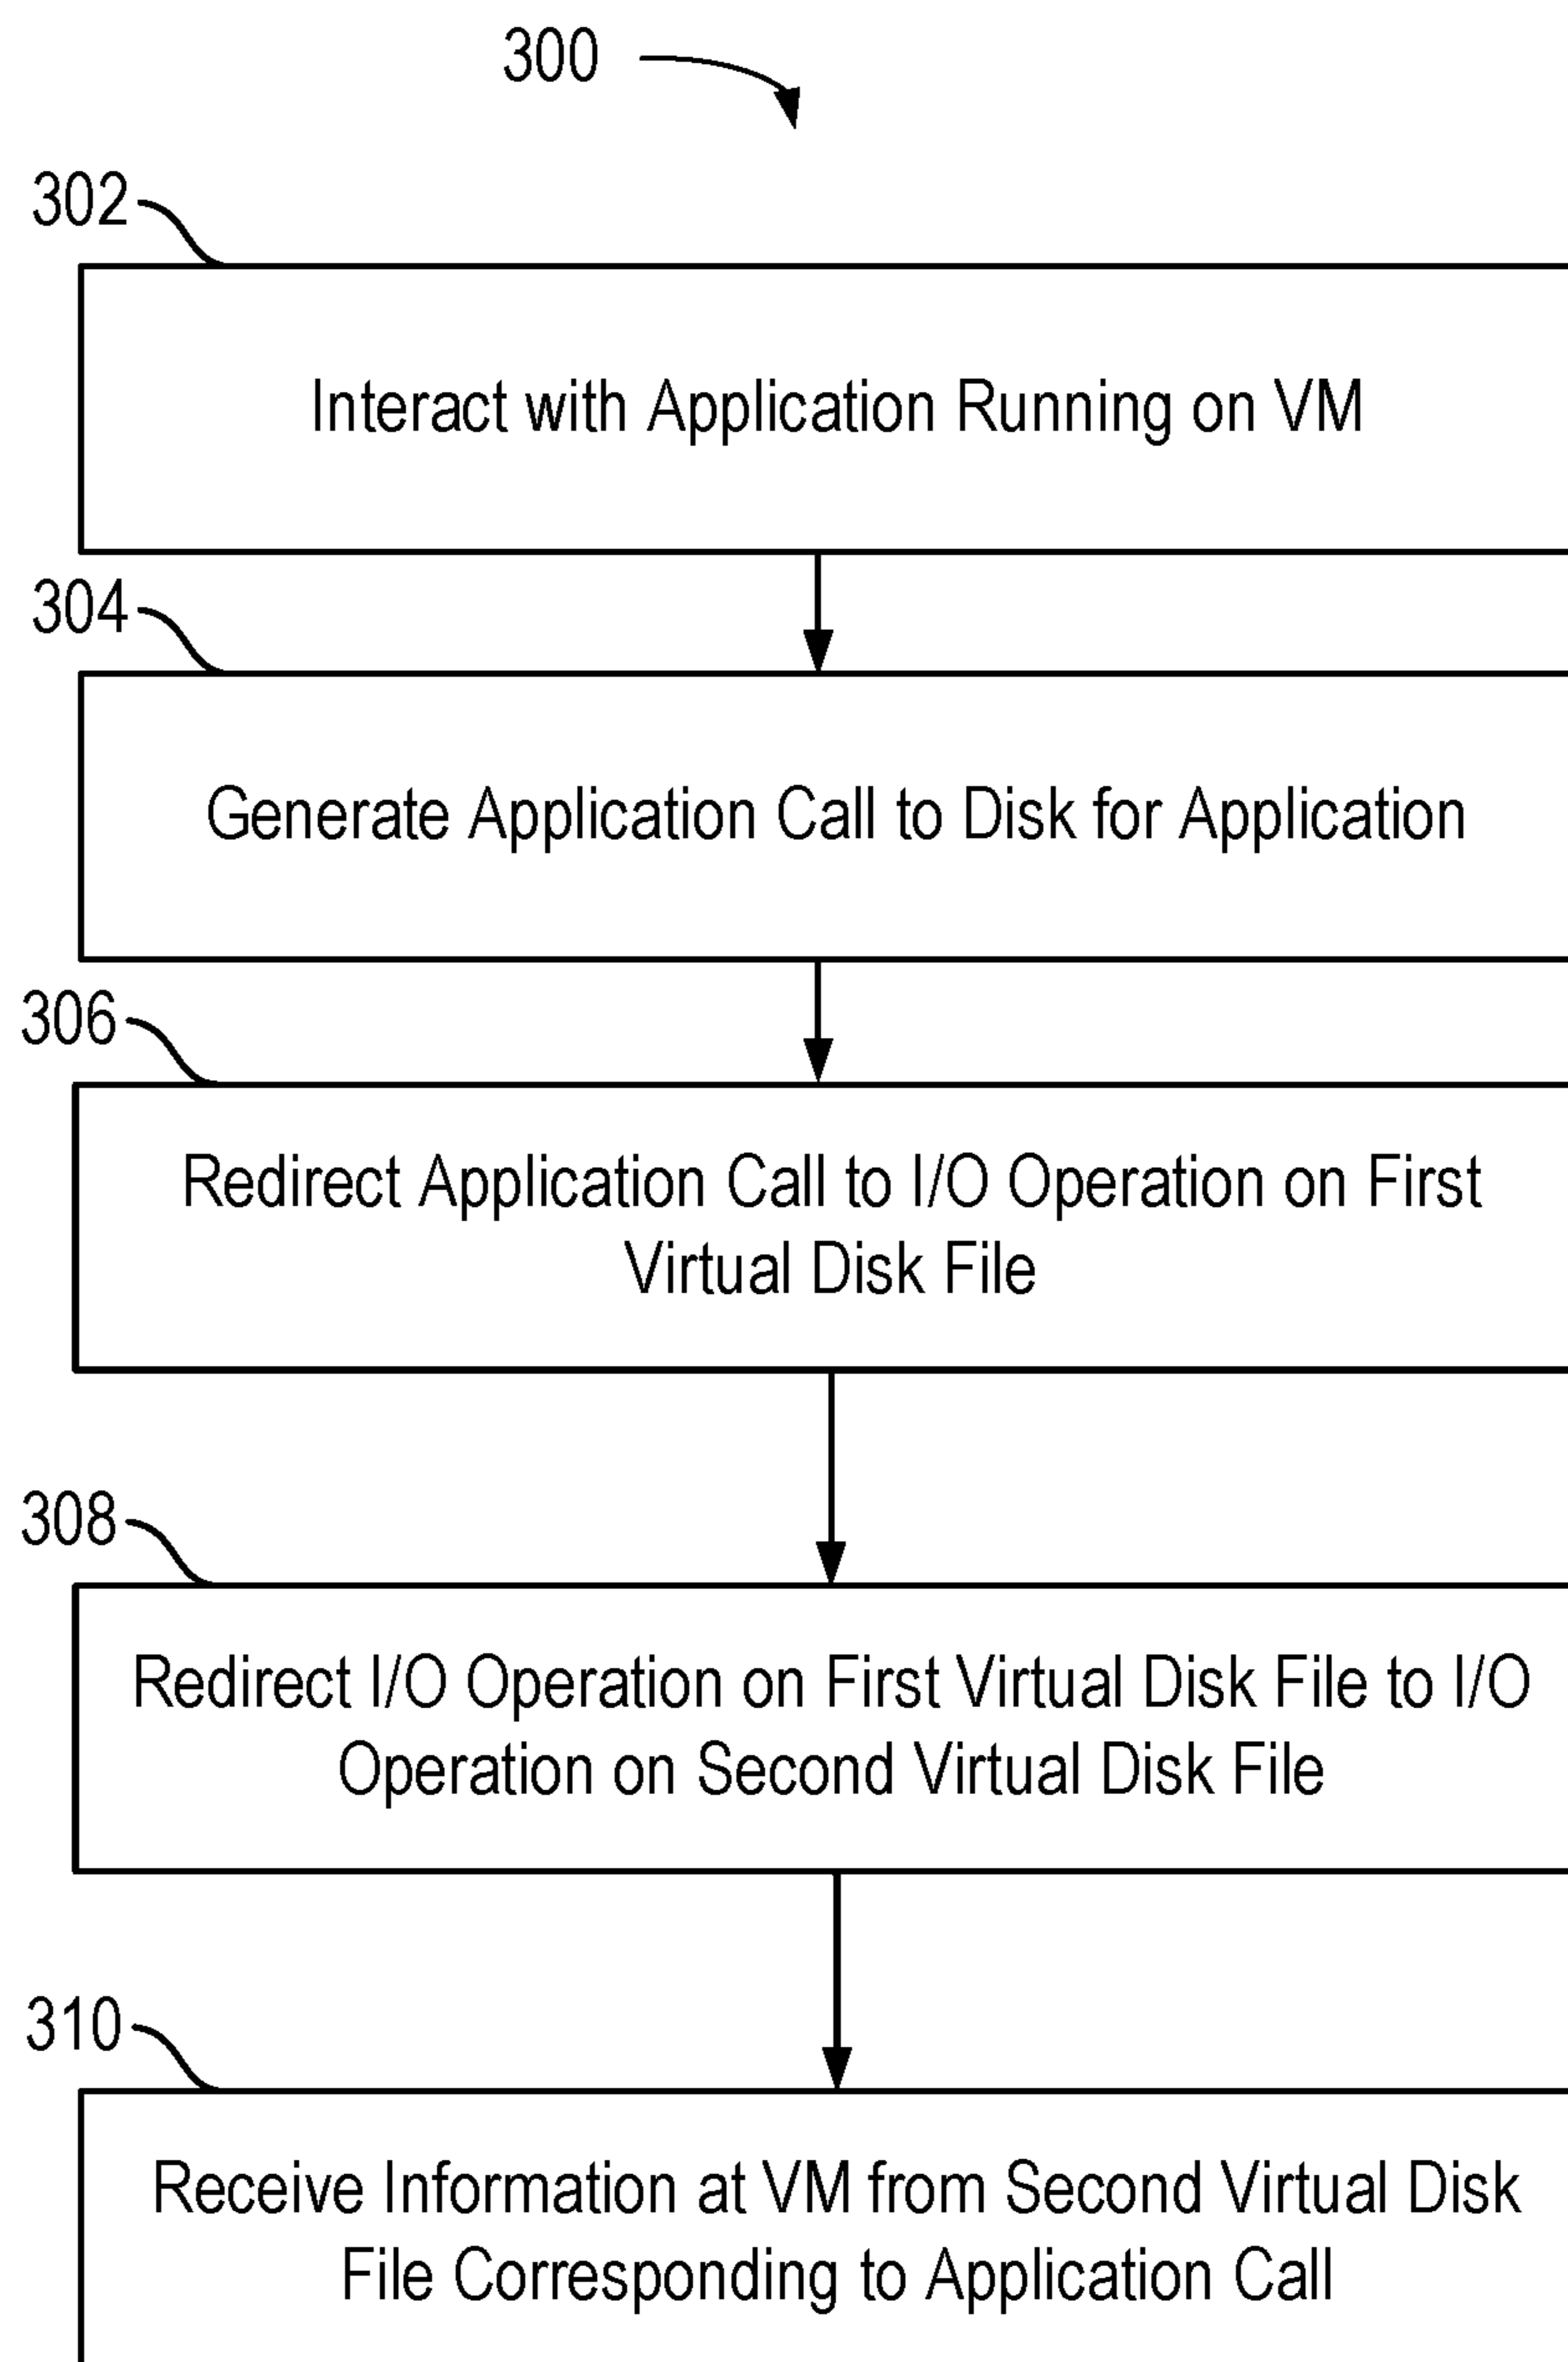 300
302
Interact with Application Running on VM
304
Generate Application Call to Disk for Application
306
Redirect Application Call to I/O Operation on First
Virtual Disk File
308
Redirect I/O Operation on First Virtual Disk File to I/O
Operation on Second Virtual Disk File
310
Receive Information at VM from Second Virtual Disk
File Corresponding to Application Call